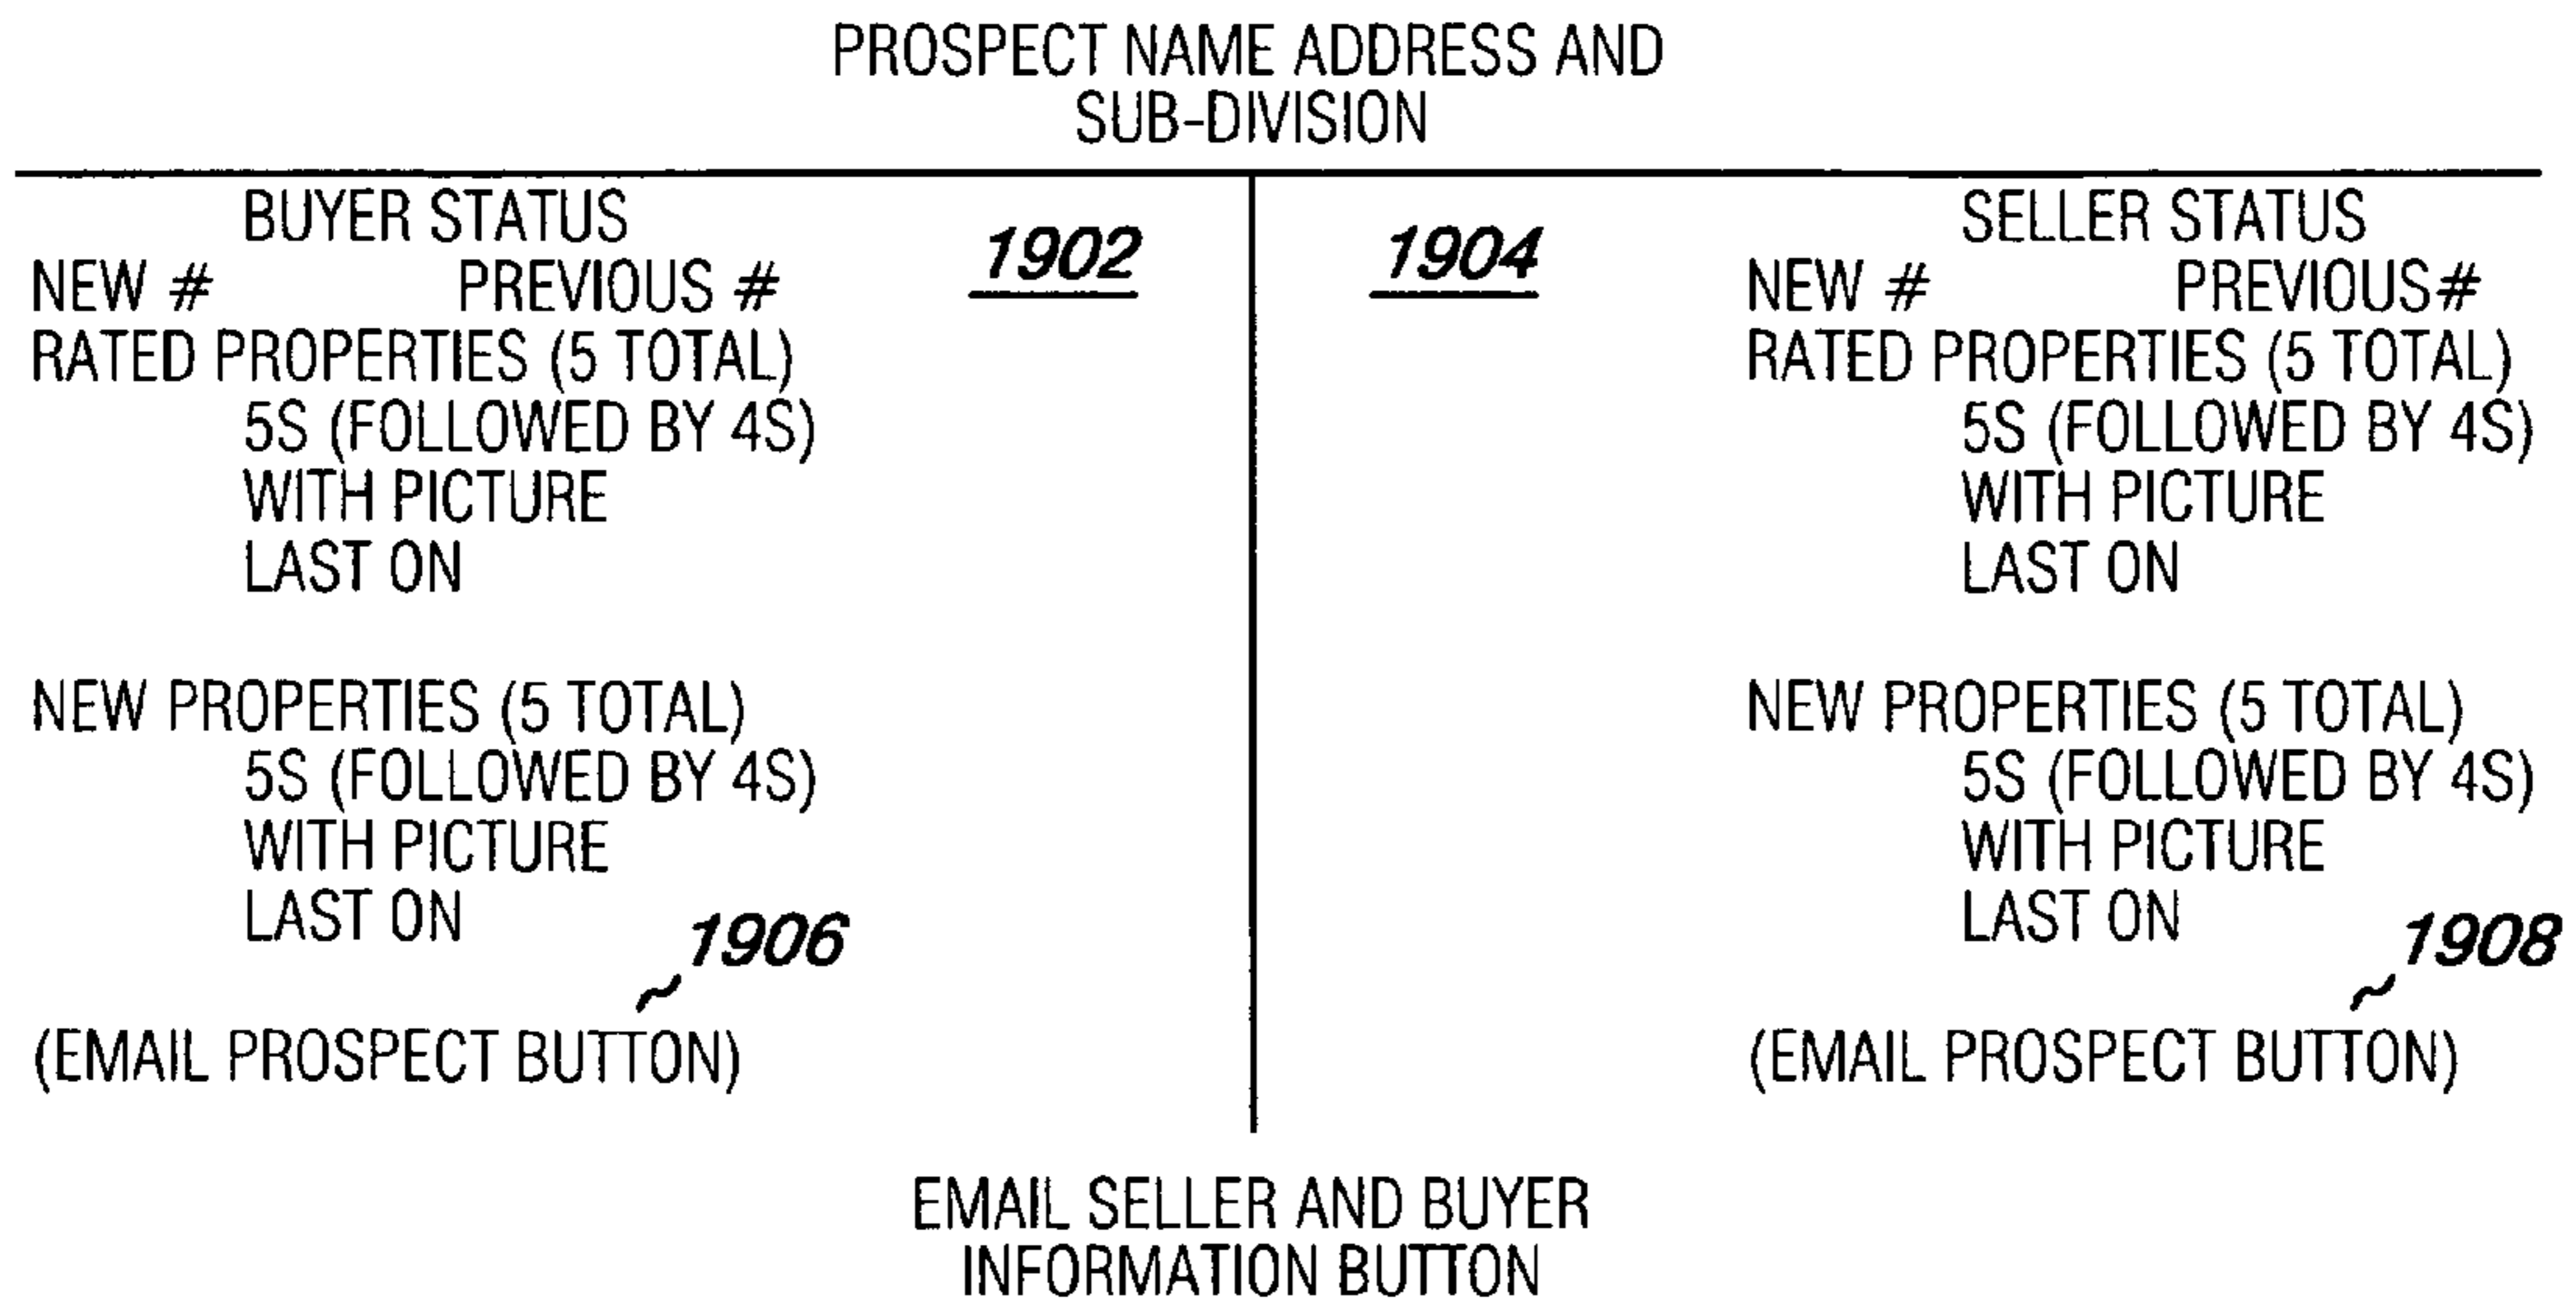 PROSPECT NAME ADDRESS AND
SUB-DIVISION
BUYER STATUS
NEW # PREVIOUS #
RATED PROPERTIES (5 TOTAL)
5S (FOLLOWED BY 4S)
WITH PICTURE
LAST ON
NEW PROPERTIES (5 TOTAL)
5S (FOLLOWED BY 4S)
WITH PICTURE
LAST ON
1906
(EMAIL PROSPECT BUTTON)
1902
1904
SELLER STATUS
NEW # PREVIOUS#
RATED PROPERTIES (5 TOTAL)
5S (FOLLOWED BY 4S)
WITH PICTURE
LAST ON
NEW PROPERTIES (5 TOTAL)
5S (FOLLOWED BY 4S)
WITH PICTURE
LAST ON
1908
(EMAIL PROSPECT BUTTON)
EMAIL SELLER AND BUYER
INFORMATION BUTTON